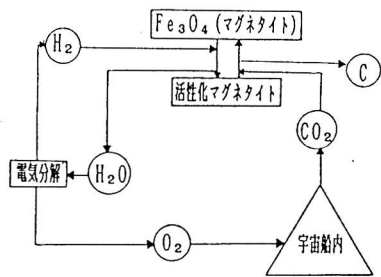 Fe₃O₄(マグネタイト)
H₂
C
活性化マグネタイト
CO₂
電気分解
H₂O
O₂
宇宙船内